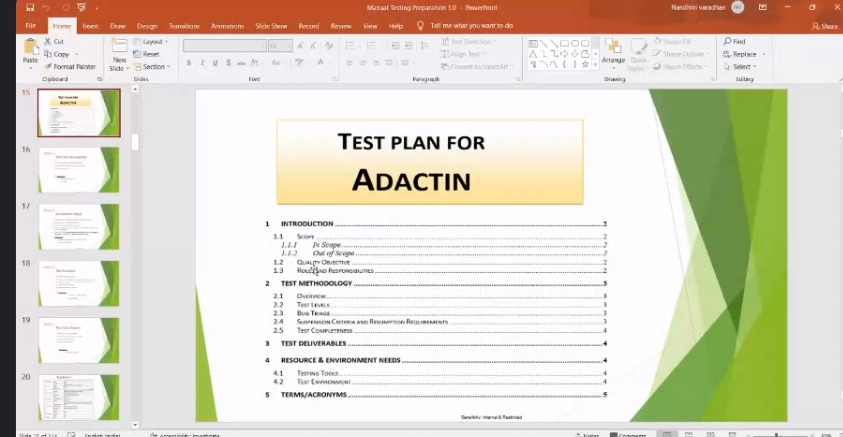 Manual Testing Preparation 1.0 - PowerPoint
Nandhini varadhan
File Home Insert Draw Design Transitions Animations Slide Show Record Review View Help Tell me what you want to do
Share
Paste
Cut
Copy
Format Painter
Clipboard
New
Slide
Layout
Reset
Section
Slides
Font
Text Direction
Align Text
Convert to SmartArt
Paragraph
Arrange
Quick
Styles
Shape Fill
Shape Outline
Shape Effects
Drawing
Find
Replace
Select
Editing
15
16
17
18
19
20
TEST PLAN FOR
ADACTIN
1 INTRODUCTION 2
1.1 SCOPE 2
1.1.1 In Scope 2
1.1.2 Out of Scope 2
1.2 QUALITY OBJECTIVE 2
1.3 ROLES AND RESPONSIBILITIES 2
2 TEST METHODOLOGY 3
2.1 OVERVIEW 3
2.2 TEST LEVELS 3
2.3 BUG TRIAGE 3
2.4 SUSPENSION CRITERIA AND RESUMPTION REQUIREMENTS 3
2.5 TEST COMPLETENESS 4
3 TEST DELIVERABLES 4
4 RESOURCE & ENVIRONMENT NEEDS 4
4.1 TESTING TOOLS 4
4.2 TEST ENVIRONMENT 4
5 TERMS/ACRONYMS 5
Sensitivity: Internal & Restricted
English (India)
Accessibility: Investigate
Notes
Comments